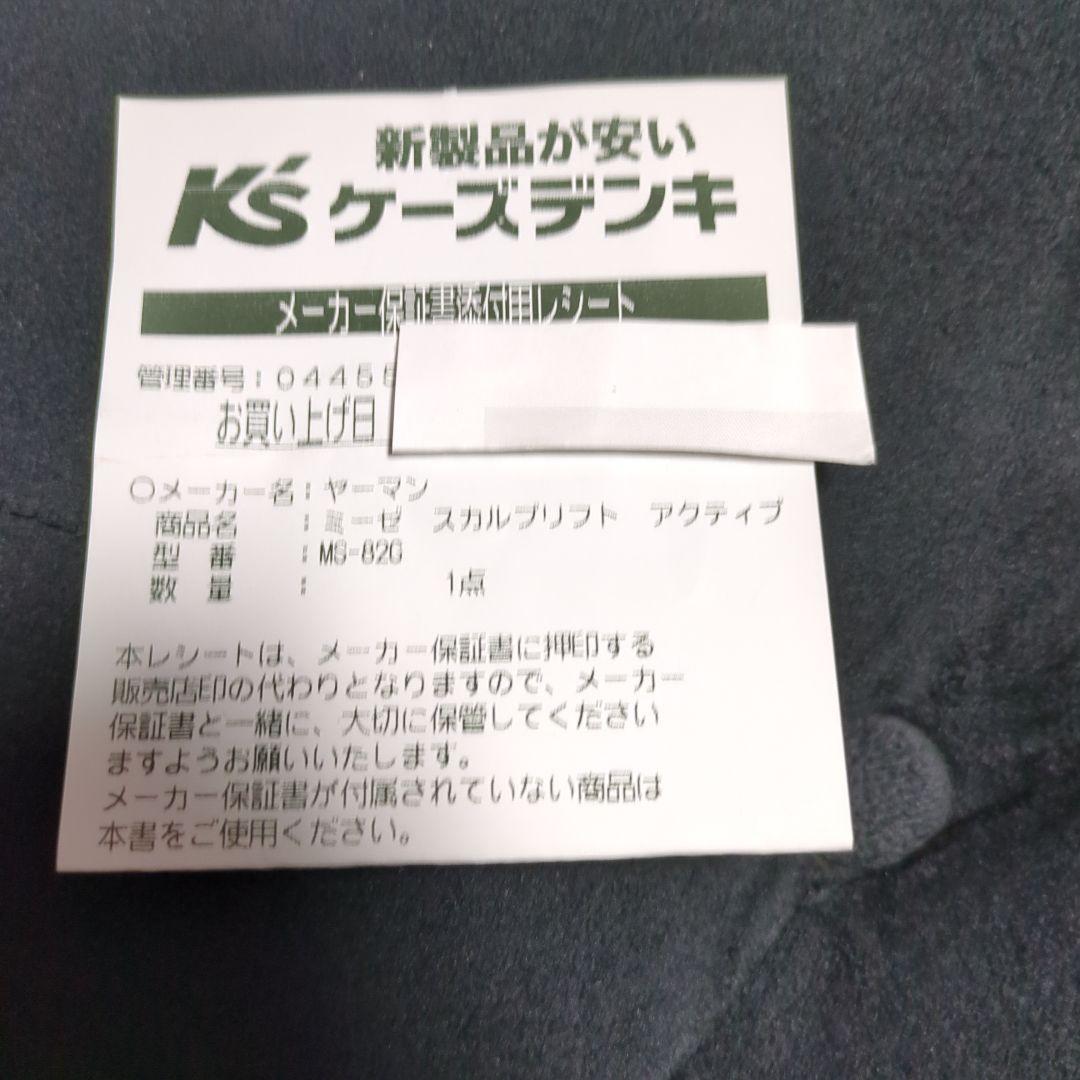 新製品が安い
K's ケーズデンキ
メーカー保証書添付用レシート
管理番号：0445
お買い上げ日
○メーカー名：ヤーマン
商品名：ミーゼ スカルプリフト アクティブ
型番：MS-82G
数量： 1点
本レシートは、メーカー保証書に押印する
販売店印の代わりとなりますので、メーカー
保証書と一緒に、大切に保管してください
ますようお願いいたします。
メーカー保証書が付属されていない商品は
本書をご使用ください。